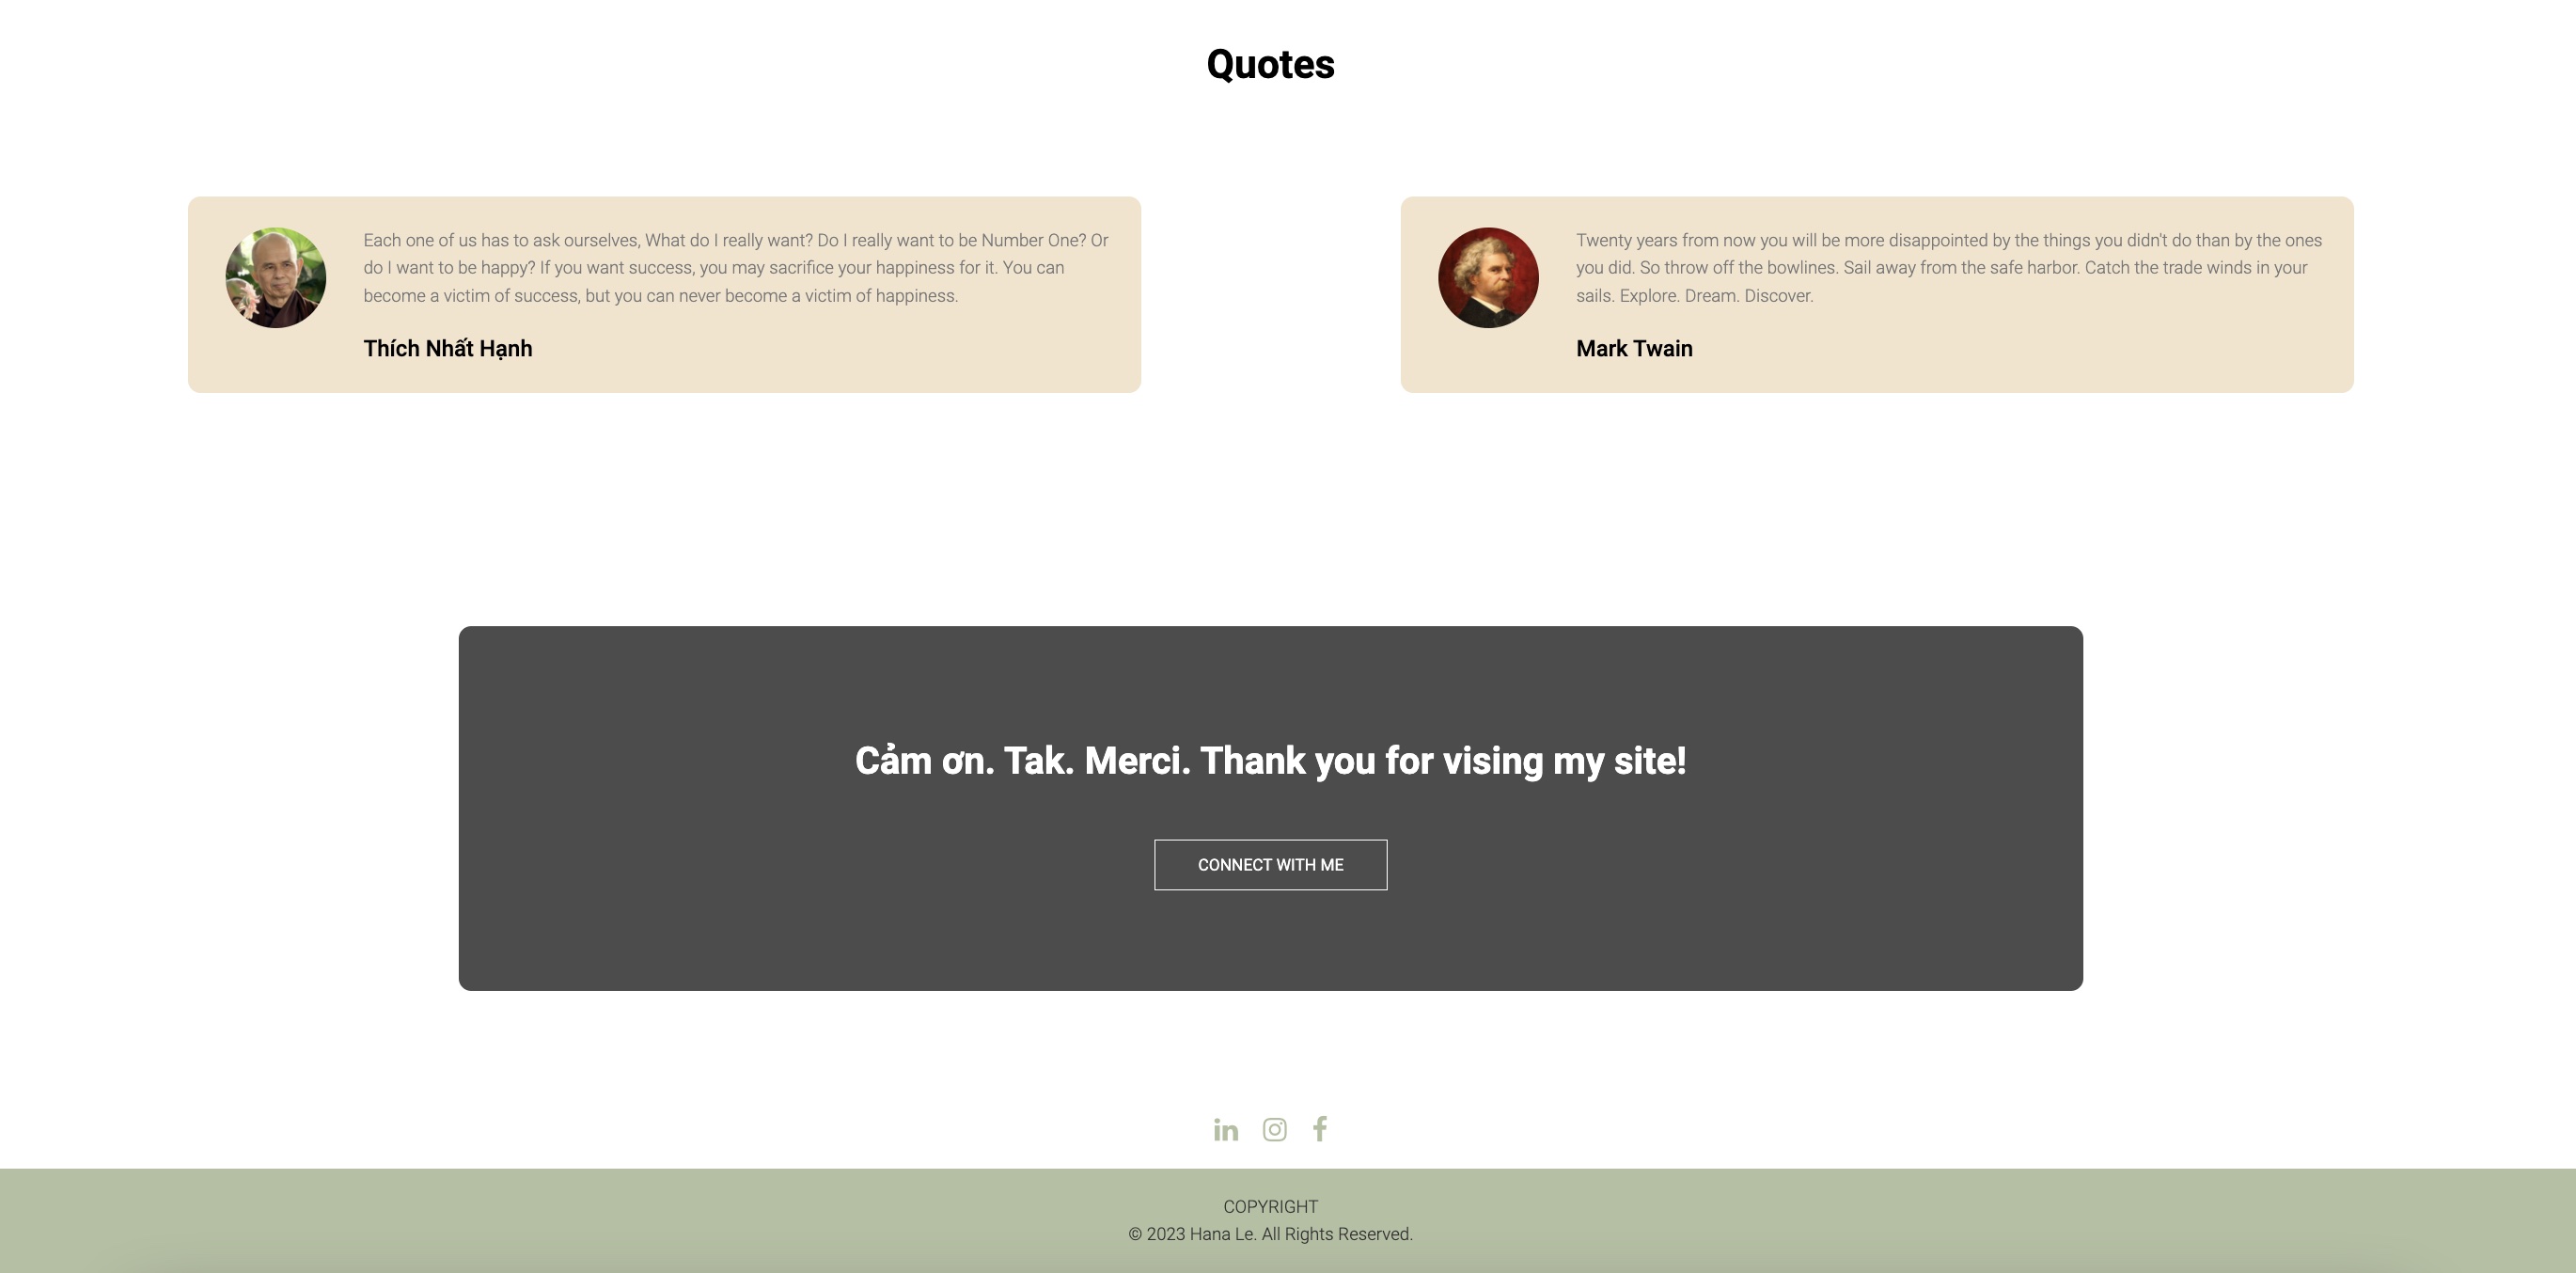 Quotes
Each one of us has to ask ourselves, What do I really want? Do I really want to be Number One? Or
do I want to be happy? If you want success, you may sacrifice your happiness for it. You can
become a victim of success, but you can never become a victim of happiness.
Thích Nhất Hạnh
Twenty years from now you will be more disappointed by the things you didn't do than by the ones
you did. So throw off the bowlines. Sail away from the safe harbor. Catch the trade winds in your
sails. Explore. Dream. Discover.
Mark Twain
Cảm ơn. Tak. Merci. Thank you for vising my site!
CONNECT WITH ME
COPYRIGHT
© 2023 Hana Le. All Rights Reserved.